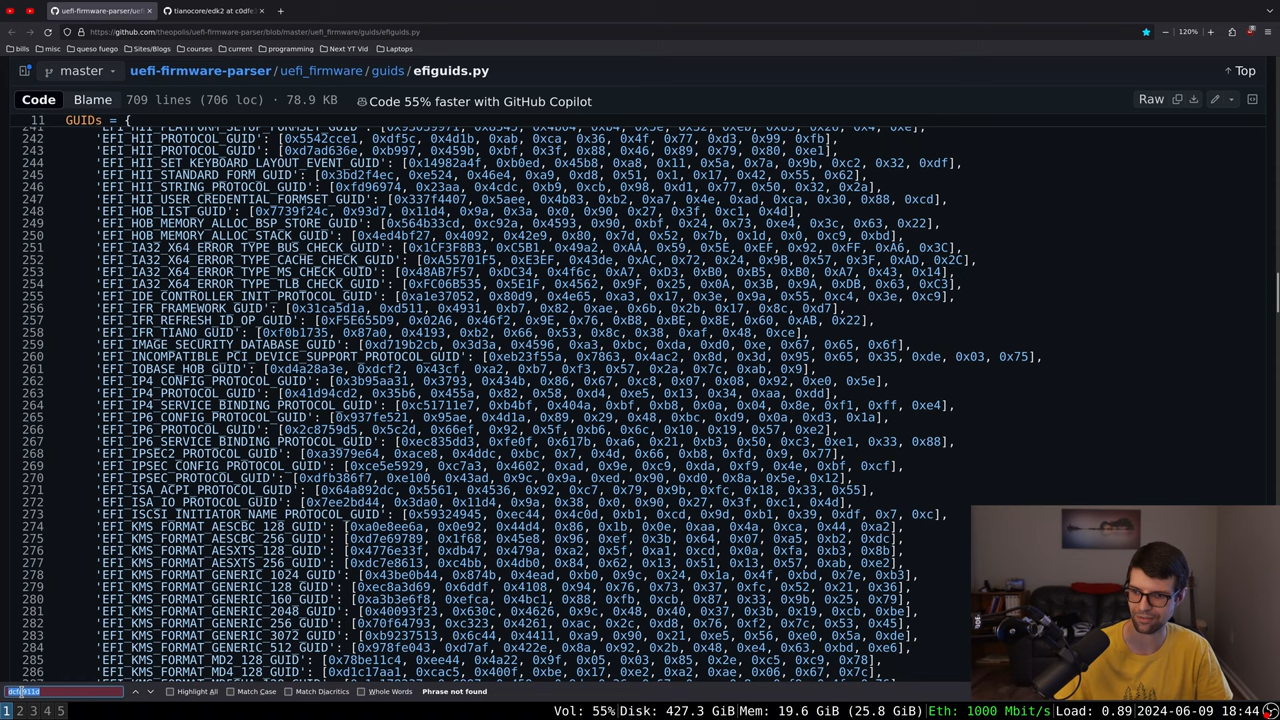 uefi-firmware-parser/uef
tianocore/edk2 at c0dfe3
https://github.com/theopolis/uefi-firmware-parser/blob/master/uefi_firmware/guids/efiguids.py
120%
bills misc queso fuego Sites/Blogs courses current programming Next YT Vid Laptops
master uefi-firmware-parser / uefi_firmware / guids / efiguids.py Top
Code Blame 709 lines (706 loc) · 78.9 KB Code 55% faster with GitHub Copilot Raw
11 GUIDs = {
241 'EFI_HII_PLATFORM_SETUP_FORMSET_GUID':
242 'EFI_HII_PROTOCOL_GUID': [0x5542cce1, 0xdf5c, 0x4d1b, 0xab, 0xca, 0x36, 0x4f, 0x77, 0xd3, 0x99, 0xfb],
243 'EFI_HII_PROTOCOL_GUID': [0xd7ad636e, 0xb997, 0x459b, 0xbf, 0x3f, 0x88, 0x46, 0x89, 0x79, 0x80, 0xe1],
244 'EFI_HII_SET_KEYBOARD_LAYOUT_EVENT_GUID': [0x14982a4f, 0xb0ed, 0x45b8, 0xa8, 0x11, 0x5a, 0x7a, 0x9b, 0xc2, 0x32, 0xdf],
245 'EFI_HII_STANDARD_FORM_GUID': [0x3bd2f4ec, 0xe524, 0x46e4, 0xa9, 0xd8, 0x51, 0x1, 0x17, 0x42, 0x55, 0x62],
246 'EFI_HII_STRING_PROTOCOL_GUID': [0xfd96974, 0x23aa, 0x4cdc, 0xb9, 0xcb, 0x98, 0xd1, 0x77, 0x50, 0x32, 0x2a],
247 'EFI_HII_USER_CREDENTIAL_FORMSET_GUID': [0x337f4407, 0x5aee, 0x4b83, 0xb2, 0xa7, 0x4e, 0xad, 0xca, 0x30, 0x88, 0xcd],
248 'EFI_HOB_LIST_GUID': [0x7739f24c, 0x93d7, 0x11d4, 0x9a, 0x3a, 0x0, 0x90, 0x27, 0x3f, 0xc1, 0x4d],
249 'EFI_HOB_MEMORY_ALLOC_BSP_STORE_GUID': [0x564b33cd, 0xc92a, 0x4593, 0x90, 0xbf, 0x24, 0x73, 0xe4, 0x3c, 0x63, 0x22],
250 'EFI_HOB_MEMORY_ALLOC_STACK_GUID': [0x4ed4bf27, 0x4092, 0x42e9, 0x80, 0x7d, 0x52, 0x7b, 0x1d, 0x0, 0xc9, 0xbd],
251 'EFI_IA32_X64_ERROR_TYPE_BUS_CHECK_GUID': [0x1CF3F8B3, 0xC5B1, 0x49a2, 0xAA, 0x59, 0x5E, 0xEF, 0x92, 0xFF, 0xA6, 0x3C],
252 'EFI_IA32_X64_ERROR_TYPE_CACHE_CHECK_GUID': [0xA55701F5, 0xE3EF, 0x43de, 0xAC, 0x72, 0x24, 0x9B, 0x57, 0x3F, 0xAD, 0x2C],
253 'EFI_IA32_X64_ERROR_TYPE_MS_CHECK_GUID': [0x48AB7F57, 0xDC34, 0x4f6c, 0xA7, 0xD3, 0xB0, 0xB5, 0xB0, 0xA7, 0x43, 0x14],
254 'EFI_IA32_X64_ERROR_TYPE_TLB_CHECK_GUID': [0xFC06B535, 0x5E1F, 0x4562, 0x9F, 0x25, 0x0A, 0x3B, 0x9A, 0xDB, 0x63, 0xC3],
255 'EFI_IDE_CONTROLLER_INIT_PROTOCOL_GUID': [0xa1e37052, 0x80d9, 0x4e65, 0xa3, 0x17, 0x3e, 0x9a, 0x55, 0xc4, 0x3e, 0xc9],
256 'EFI_IFR_FRAMEWORK_GUID': [0x31ca5d1a, 0xd511, 0x4931, 0xb7, 0x82, 0xae, 0x6b, 0x2b, 0x17, 0x8c, 0xd7],
257 'EFI_IFR_REFRESH_ID_OP_GUID': [0xF5E655D9, 0x02A6, 0x46f2, 0x9E, 0x76, 0xB8, 0xBE, 0x8E, 0x60, 0xAB, 0x22],
258 'EFI_IFR_TIANO_GUID': [0xf0b1735, 0x87a0, 0x4193, 0xb2, 0x66, 0x53, 0x8c, 0x38, 0xaf, 0x48, 0xce],
259 'EFI_IMAGE_SECURITY_DATABASE_GUID': [0xd719b2cb, 0x3d3a, 0x4596, 0xa3, 0xbc, 0xda, 0xd0, 0xe, 0x67, 0x65, 0x6f],
260 'EFI_INCOMPATIBLE_PCI_DEVICE_SUPPORT_PROTOCOL_GUID': [0xeb23f55a, 0x7863, 0x4ac2, 0x8d, 0x3d, 0x95, 0x65, 0x35, 0xde, 0x03, 0x75],
261 'EFI_IOBASE_HOB_GUID': [0xd4a28a3e, 0xdcf2, 0x43cf, 0xa2, 0xb7, 0xf3, 0x57, 0x2a, 0x7c, 0xab, 0x9],
262 'EFI_IP4_CONFIG_PROTOCOL_GUID': [0x3b95aa31, 0x3793, 0x434b, 0x86, 0x67, 0xc8, 0x07, 0x08, 0x92, 0xe0, 0x5e],
263 'EFI_IP4_PROTOCOL_GUID': [0x41d94cd2, 0x35b6, 0x455a, 0x82, 0x58, 0xd4, 0xe5, 0x13, 0x34, 0xaa, 0xdd],
264 'EFI_IP4_SERVICE_BINDING_PROTOCOL_GUID': [0xc51711e7, 0xb4bf, 0x404a, 0xbf, 0xb8, 0x0a, 0x04, 0x8e, 0xf1, 0xff, 0xe4],
265 'EFI_IP6_CONFIG_PROTOCOL_GUID': [0x937fe521, 0x95ae, 0x4d1a, 0x89, 0x29, 0x48, 0xbc, 0xd9, 0x0a, 0xd3, 0x1a],
266 'EFI_IP6_PROTOCOL_GUID': [0x2c8759d5, 0x5c2d, 0x66ef, 0x92, 0x5f, 0xb6, 0x6c, 0x10, 0x19, 0x57, 0xe2],
267 'EFI_IP6_SERVICE_BINDING_PROTOCOL_GUID': [0xec835dd3, 0xfe0f, 0x617b, 0xa6, 0x21, 0xb3, 0x50, 0xc3, 0xe1, 0x33, 0x88],
268 'EFI_IPSEC2_PROTOCOL_GUID': [0xa3979e64, 0xace8, 0x4ddc, 0xbc, 0x7, 0x4d, 0x66, 0xb8, 0xfd, 0x9, 0x77],
269 'EFI_IPSEC_CONFIG_PROTOCOL_GUID': [0xce5e5929, 0xc7a3, 0x4602, 0xad, 0x9e, 0xc9, 0xda, 0xf9, 0x4e, 0xbf, 0xcf],
270 'EFI_IPSEC_PROTOCOL_GUID': [0xdfb386f7, 0xe100, 0x43ad, 0x9c, 0x9a, 0xed, 0x90, 0xd0, 0x8a, 0x5e, 0x12],
271 'EFI_ISA_ACPI_PROTOCOL_GUID': [0x64a892dc, 0x5561, 0x4536, 0x92, 0xc7, 0x79, 0x9b, 0xfc, 0x18, 0x33, 0x55],
272 'EFI_ISA_IO_PROTOCOL_GUID': [0x7ee2bd44, 0x3da0, 0x11d4, 0x9a, 0x38, 0x0, 0x90, 0x27, 0x3f, 0xc1, 0x4d],
273 'EFI_ISCSI_INITIATOR_NAME_PROTOCOL_GUID': [0x59324945, 0xec44, 0x4c0d, 0xb1, 0xcd, 0x9d, 0xb1, 0x39, 0xdf, 0x7, 0xc],
274 'EFI_KMS_FORMAT_AESCBC_128_GUID': [0xa0e8ee6a, 0x0e92, 0x44d4, 0x86, 0x1b, 0x0e, 0xaa, 0x4a, 0xca, 0x44, 0xa2],
275 'EFI_KMS_FORMAT_AESCBC_256_GUID': [0xd7e69789, 0x1f68, 0x45e8, 0x96, 0xef, 0x3b, 0x64, 0x07, 0xa5, 0xb2, 0xdc],
276 'EFI_KMS_FORMAT_AESXTS_128_GUID': [0x4776e33f, 0xdb47, 0x479a, 0xa2, 0x5f, 0xa1, 0xcd, 0x0a, 0xfa, 0xb3, 0x8b],
277 'EFI_KMS_FORMAT_AESXTS_256_GUID': [0xdc7e8613, 0xc4bb, 0x4db0, 0x84, 0x62, 0x13, 0x51, 0x13, 0x57, 0xab, 0xe2],
278 'EFI_KMS_FORMAT_GENERIC_1024_GUID': [0x43be0b44, 0x874b, 0x4ead, 0xb0, 0x9c, 0x24, 0x1a, 0x4f, 0xbd, 0x7e, 0xb3],
279 'EFI_KMS_FORMAT_GENERIC_128_GUID': [0xec8a3d69, 0x6ddf, 0x4108, 0x94, 0x76, 0x73, 0x37, 0xfc, 0x52, 0x21, 0x36],
280 'EFI_KMS_FORMAT_GENERIC_160_GUID': [0xa3b3e6f8, 0xefca, 0x4bc1, 0x88, 0xfb, 0xcb, 0x87, 0x33, 0x9b, 0x25, 0x79],
281 'EFI_KMS_FORMAT_GENERIC_2048_GUID': [0x40093f23, 0x630c, 0x4626, 0x9c, 0x48, 0x40, 0x37, 0x3b, 0x19, 0xcb, 0xbe],
282 'EFI_KMS_FORMAT_GENERIC_256_GUID': [0x70f64793, 0xc323, 0x4261, 0xac, 0x2c, 0xd8, 0x76, 0xf2, 0x7c, 0x53, 0x45],
283 'EFI_KMS_FORMAT_GENERIC_3072_GUID': [0xb9237513, 0x6c44, 0x4411, 0xa9, 0x90, 0x21, 0xe5, 0x56, 0xe0, 0x5a, 0xde],
284 'EFI_KMS_FORMAT_GENERIC_512_GUID': [0x978fe043, 0xd7af, 0x422e, 0x8a, 0x92, 0x2b, 0x48, 0xe4, 0x63, 0xbd, 0xe6],
285 'EFI_KMS_FORMAT_MD2_128_GUID': [0x78be11c4, 0xee44, 0x4a22, 0x9f, 0x05, 0x03, 0x85, 0x2e, 0xc5, 0xc9, 0x78],
286 'EFI_KMS_FORMAT_MD4_128_GUID': [0xd1c17aa1, 0xcac5, 0x400f, 0xbe, 0x17, 0xe2, 0xa2, 0xae, 0x06, 0x67, 0x7c],
Highlight All Match Case Match Diacritics Whole Words Phrase not found
1 2 3 4 5 Vol: 55% Disk: 427.3 GiB Mem: 19.6 GiB (25.8 GiB) Eth: 1000 Mbit/s Load: 0.89 2024-06-09 18:44